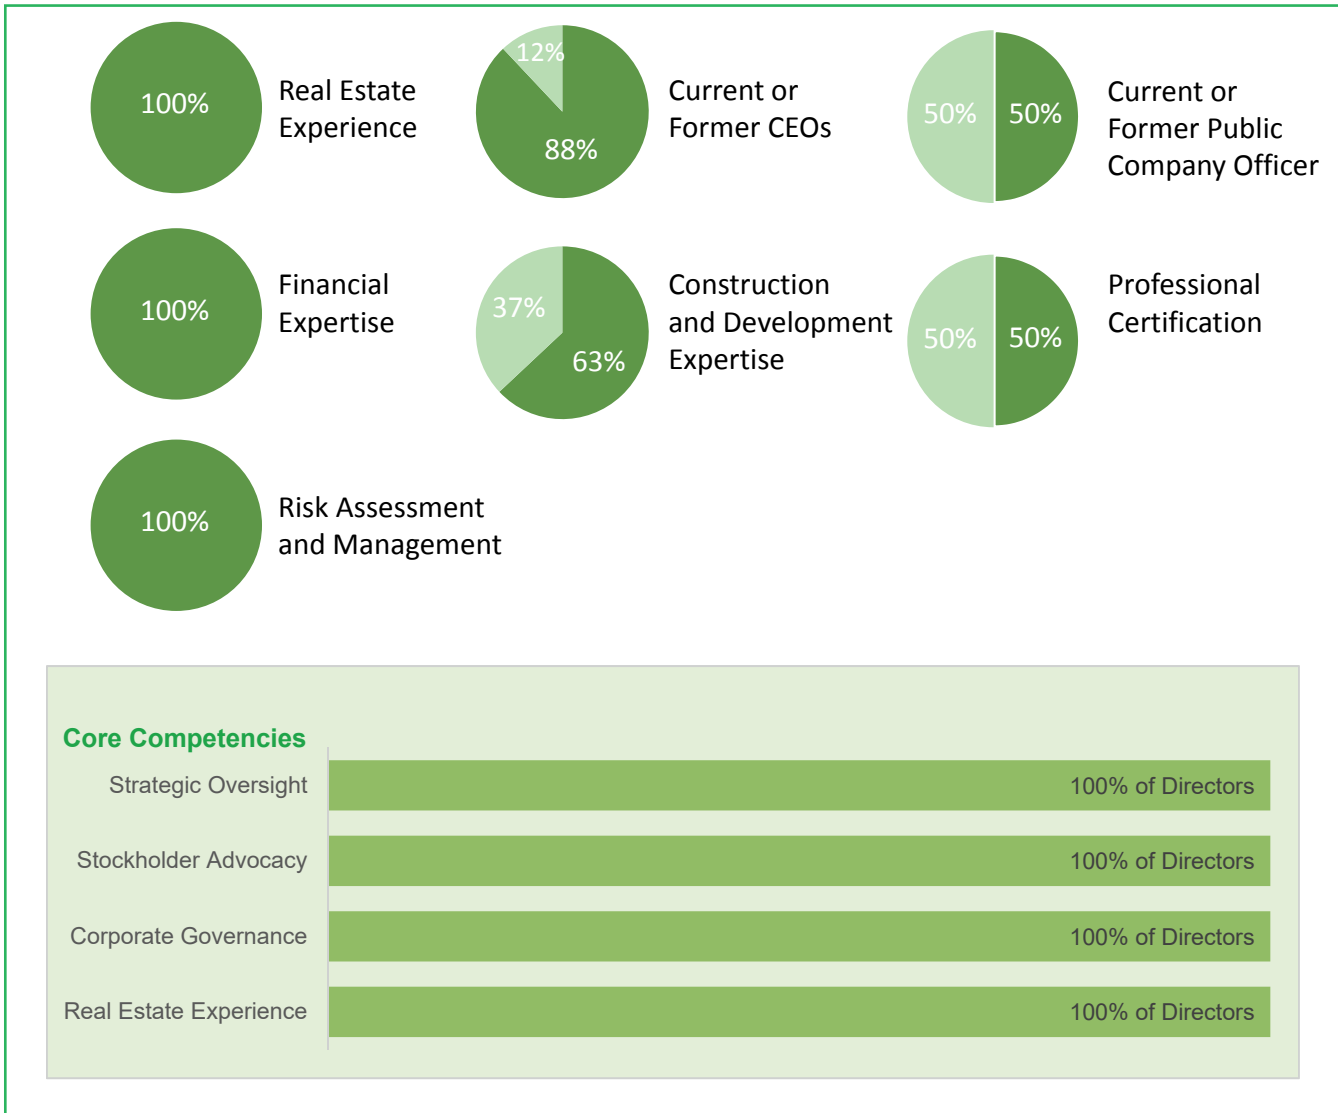 100%
Real Estate
Experience
12%
88%
Current or
Former CEOs
50%
50%
Current or
Former Public
Company Officer
100%
Financial
Expertise
37%
63%
Construction
and Development
Expertise
50%
50%
Professional
Certification
100%
Risk Assessment
and Management
Core Competencies
Strategic Oversight
100% of Directors
Stockholder Advocacy
100% of Directors
Corporate Governance
100% of Directors
Real Estate Experience
100% of Directors